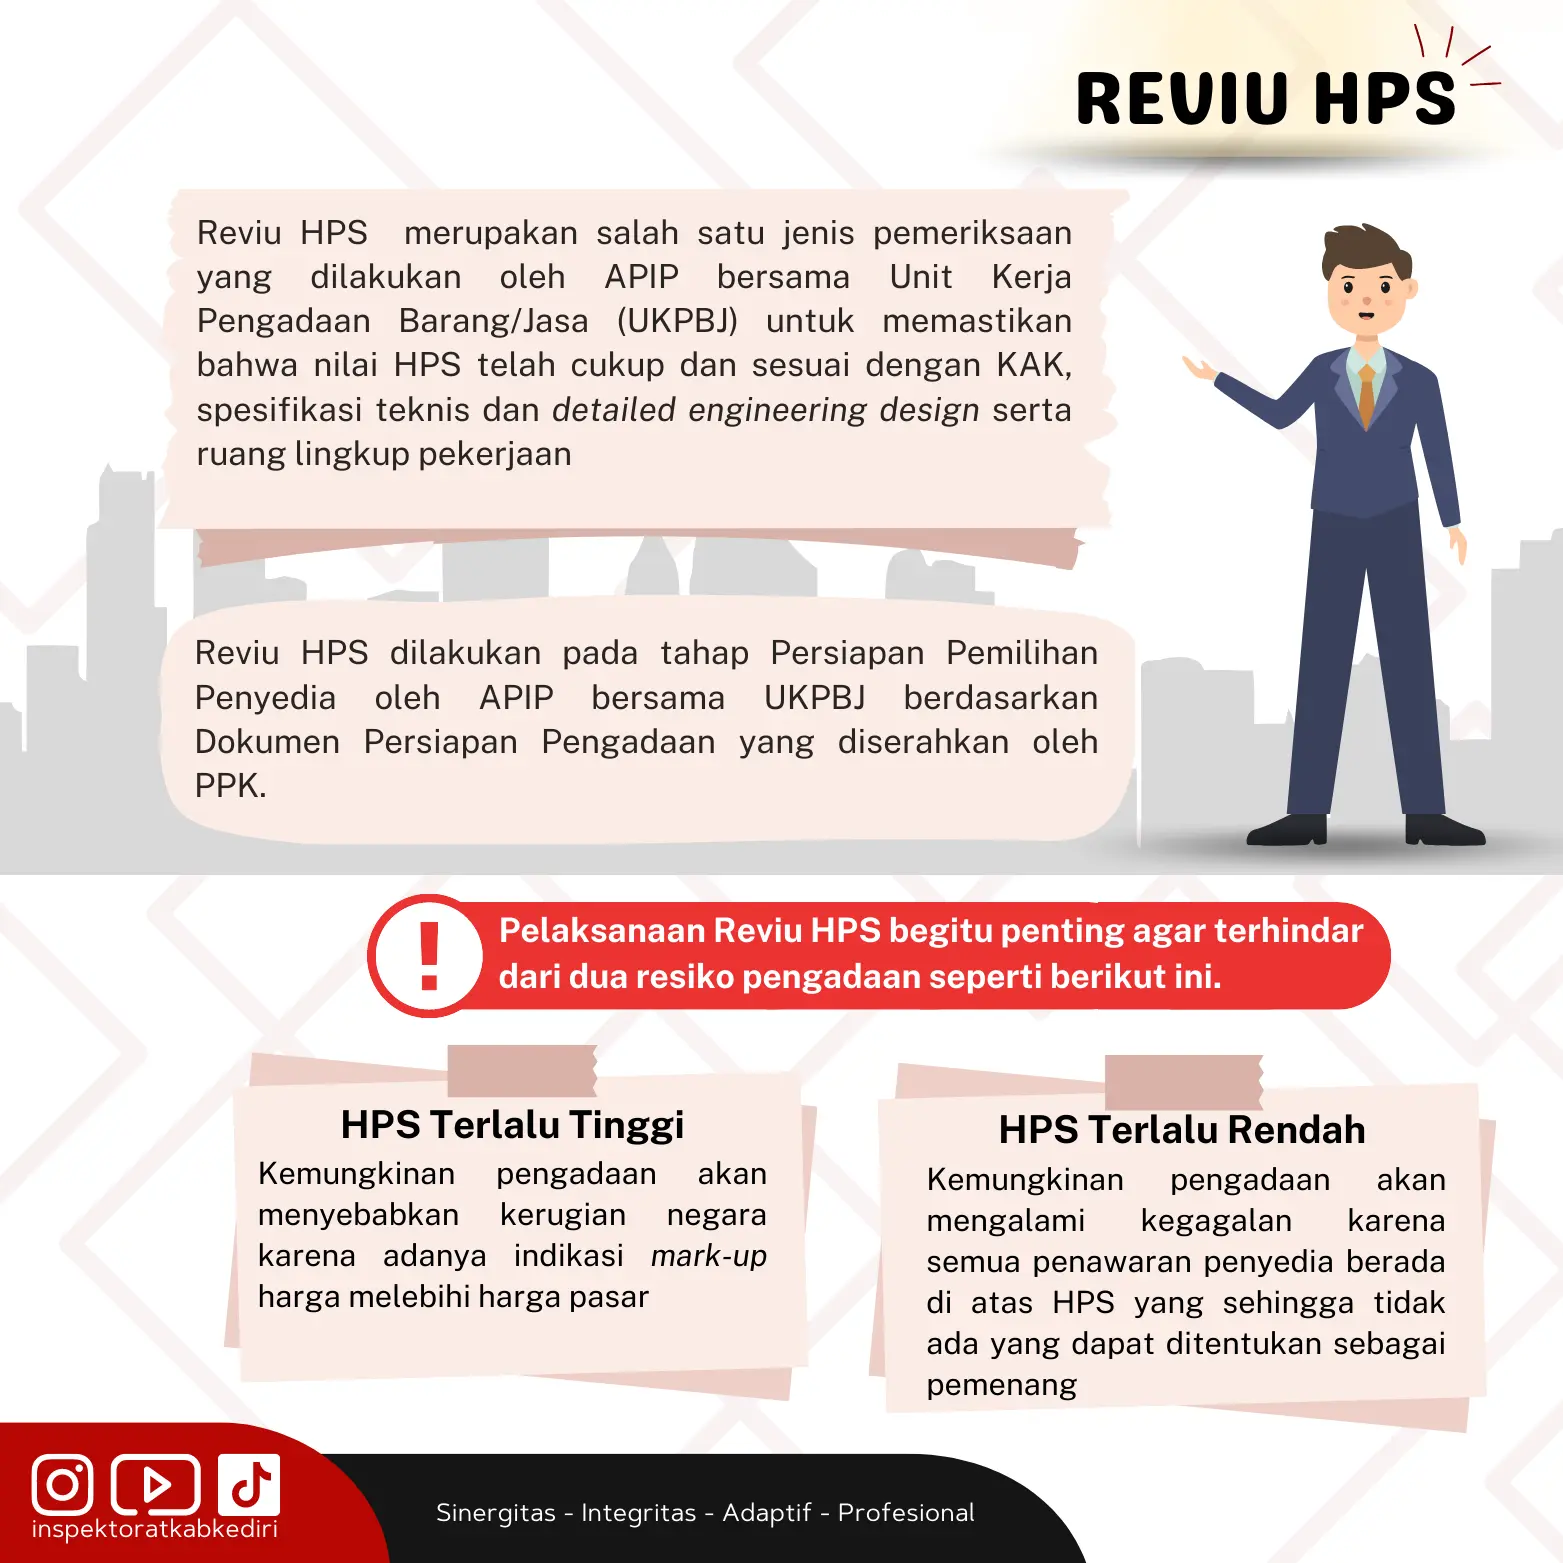 REVIU HPS
Reviu HPS merupakan salah satu jenis pemeriksaan
yang dilakukan oleh APIP bersama Unit Kerja
Pengadaan Barang/Jasa (UKPBJ) untuk memastikan
bahwa nilai HPS telah cukup dan sesuai dengan KAK,
spesifikasi teknis dan detailed engineering design serta
ruang lingkup pekerjaan
Reviu HPS dilakukan pada tahap Persiapan Pemilihan
Penyedia oleh APIP bersama UKPBJ berdasarkan
Dokumen Persiapan Pengadaan yang diserahkan oleh
PPK.
!
Pelaksanaan Reviu HPS begitu penting agar terhindar
dari dua resiko pengadaan seperti berikut ini.
HPS Terlalu Tinggi
Kemungkinan pengadaan akan
menyebabkan kerugian negara
karena adanya indikasi mark-up
harga melebihi harga pasar
HPS Terlalu Rendah
Kemungkinan pengadaan akan
mengalami kegagalan karena
semua penawaran penyedia berada
di atas HPS yang sehingga tidak
ada yang dapat ditentukan sebagai
pemenang
inspektoratkabkediri
Sinergitas - Integritas - Adaptif - Profesional